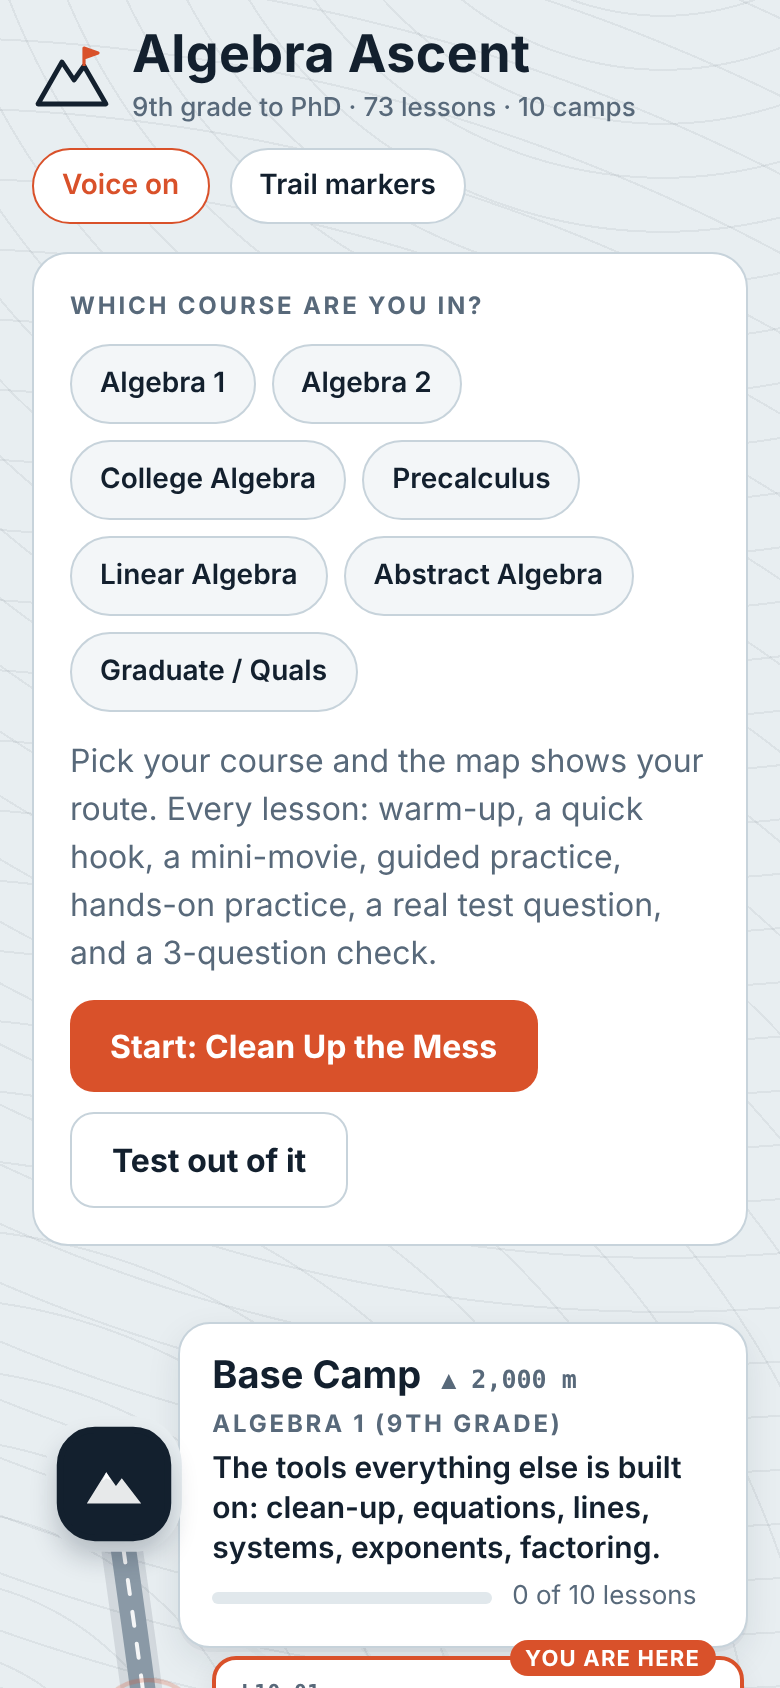 Algebra Ascent
9th grade to PhD · 73 lessons · 10 camps
Voice on
Trail markers
WHICH COURSE ARE YOU IN?
Algebra 1
Algebra 2
College Algebra
Precalculus
Linear Algebra
Abstract Algebra
Graduate / Quals
Pick your course and the map shows your
route. Every lesson: warm-up, a quick
hook, a mini-movie, guided practice,
hands-on practice, a real test question,
and a 3-question check.
Start: Clean Up the Mess
Test out of it
Base Camp ▲ 2,000 m
ALGEBRA 1 (9TH GRADE)
The tools everything else is built
on: clean-up, equations, lines,
systems, exponents, factoring.
0 of 10 lessons
YOU ARE HERE